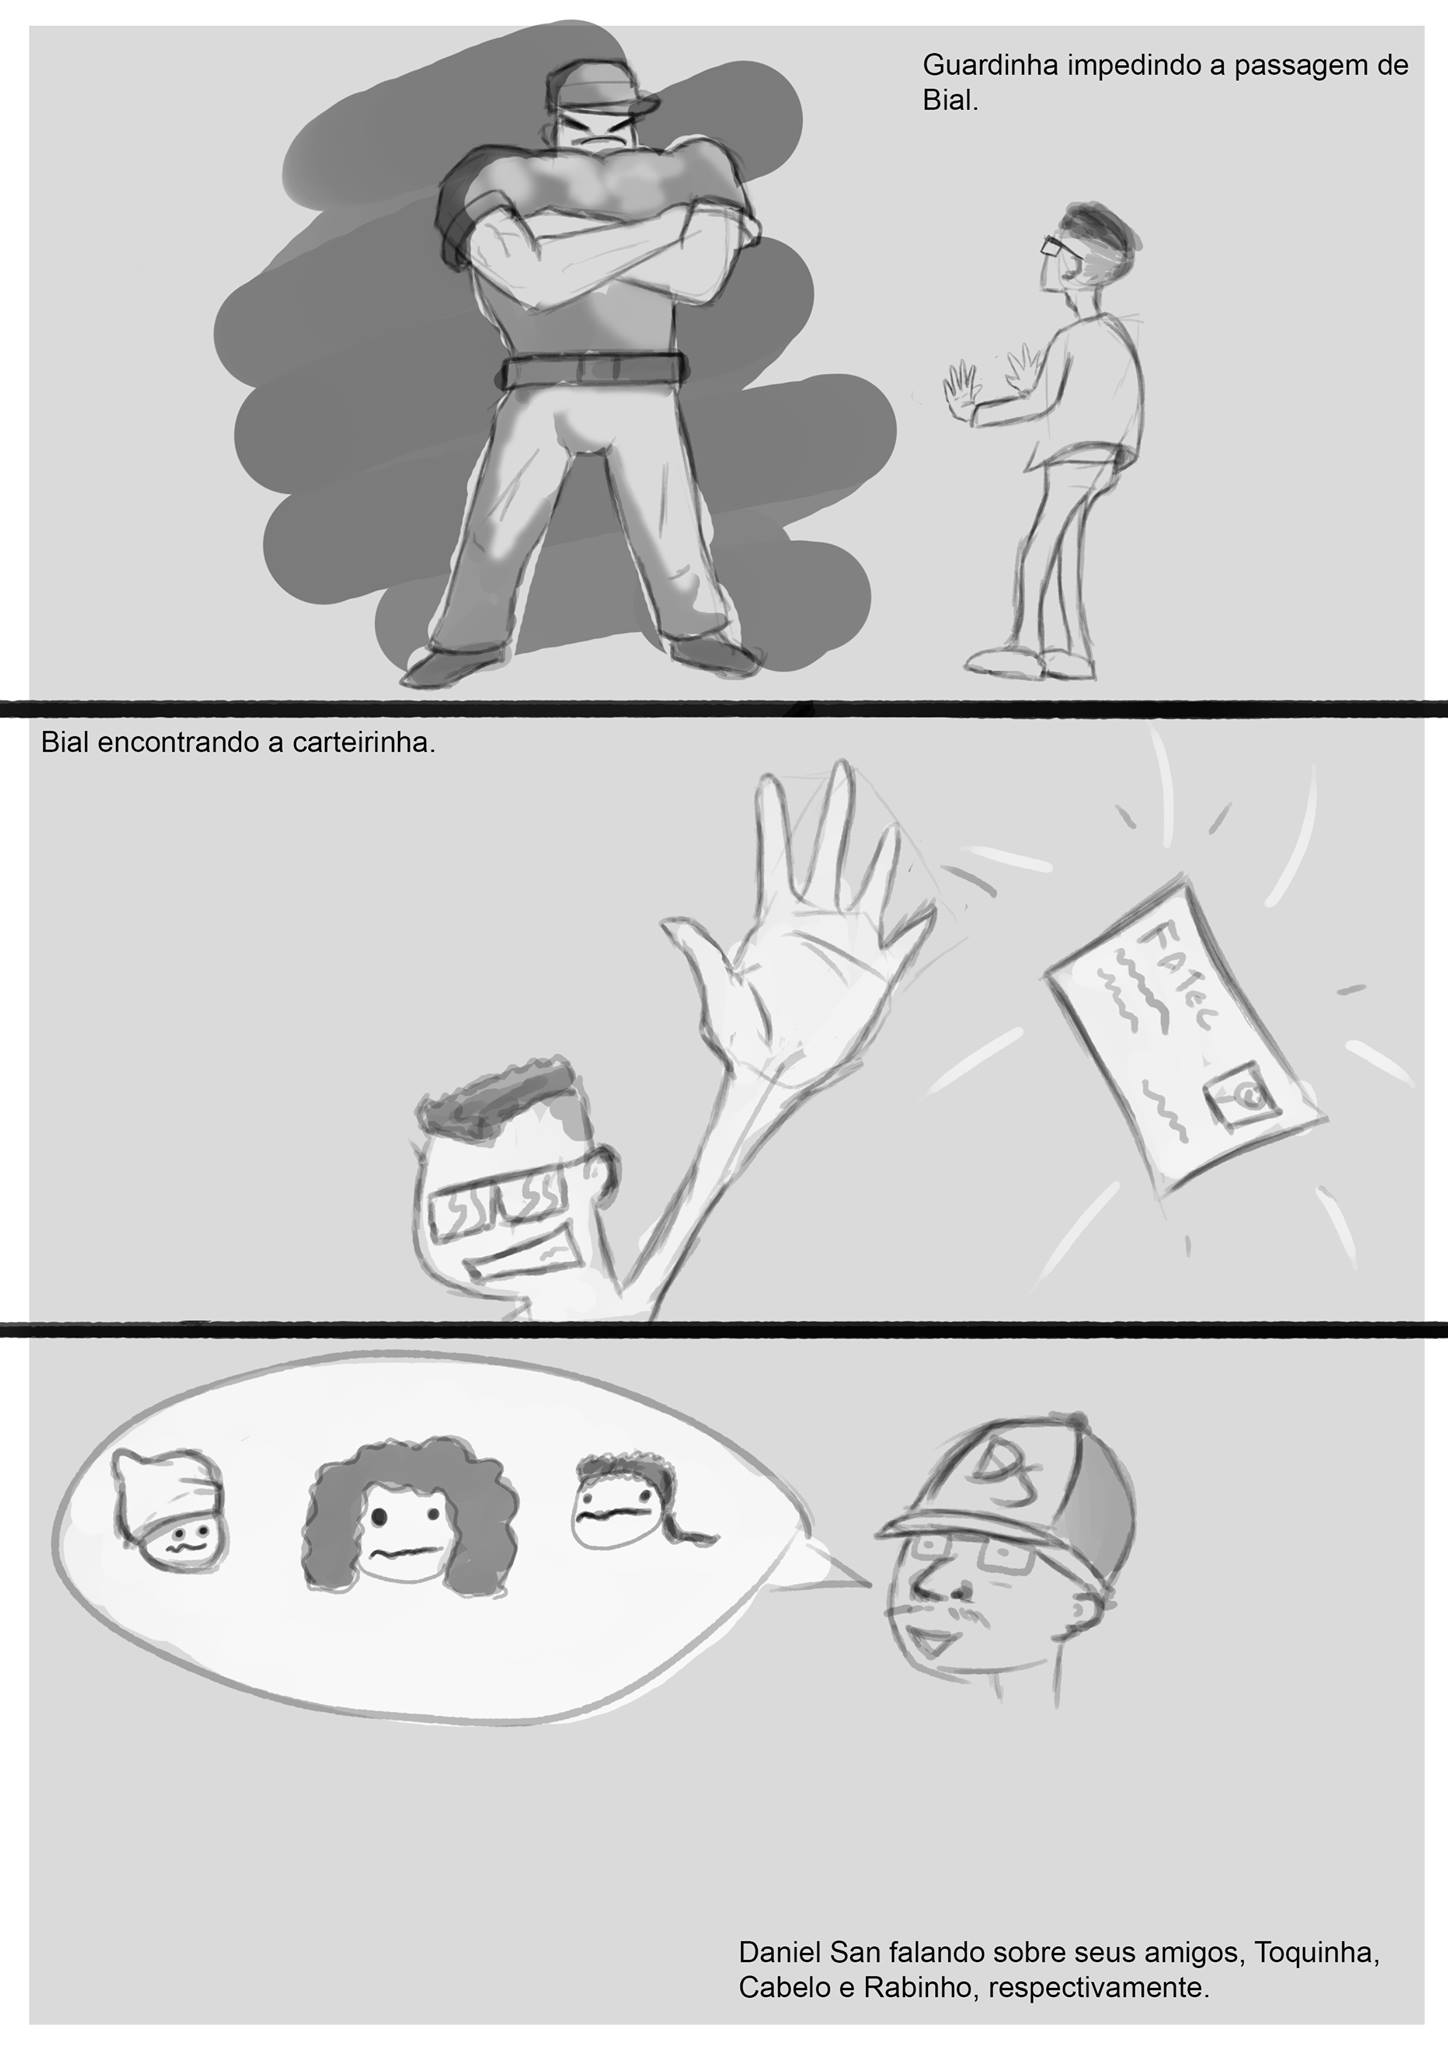 Guardinha impedindo a passagem de
Bial.
Bial encontrando a carteirinha.
FATEC
DS
Daniel San falando sobre seus amigos, Toquinha,
Cabelo e Rabinho, respectivamente.